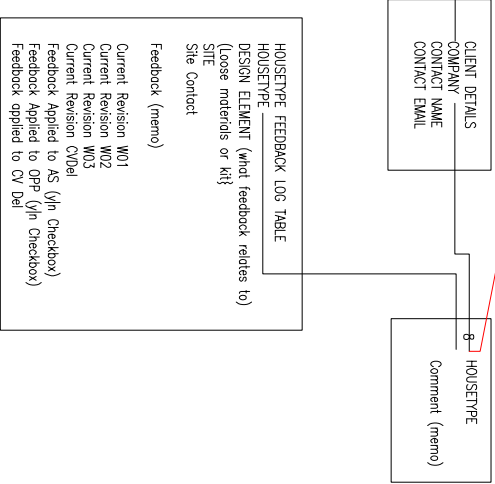 CLIENT DETAILS
COMPANY
CONTACT NAME
CONTACT EMAIL
HOUSETYPE FEEDBACK LOG TABLE
HOUSETYPE
DESIGN ELEMENT (what feedback relates to)
(Loose materials or kit}
SITE
Site Contact
Feedback (memo)
Current Revision W01
Current Revision W02
Current Revision W03
Current Revision CVDel
Feedback Applied to AS (y|n Checkbox)
Feedback Applied to OPP (y|n Checkbox)
Feedback applied to CV Del
8
HOUSETYPE
Comment (memo)